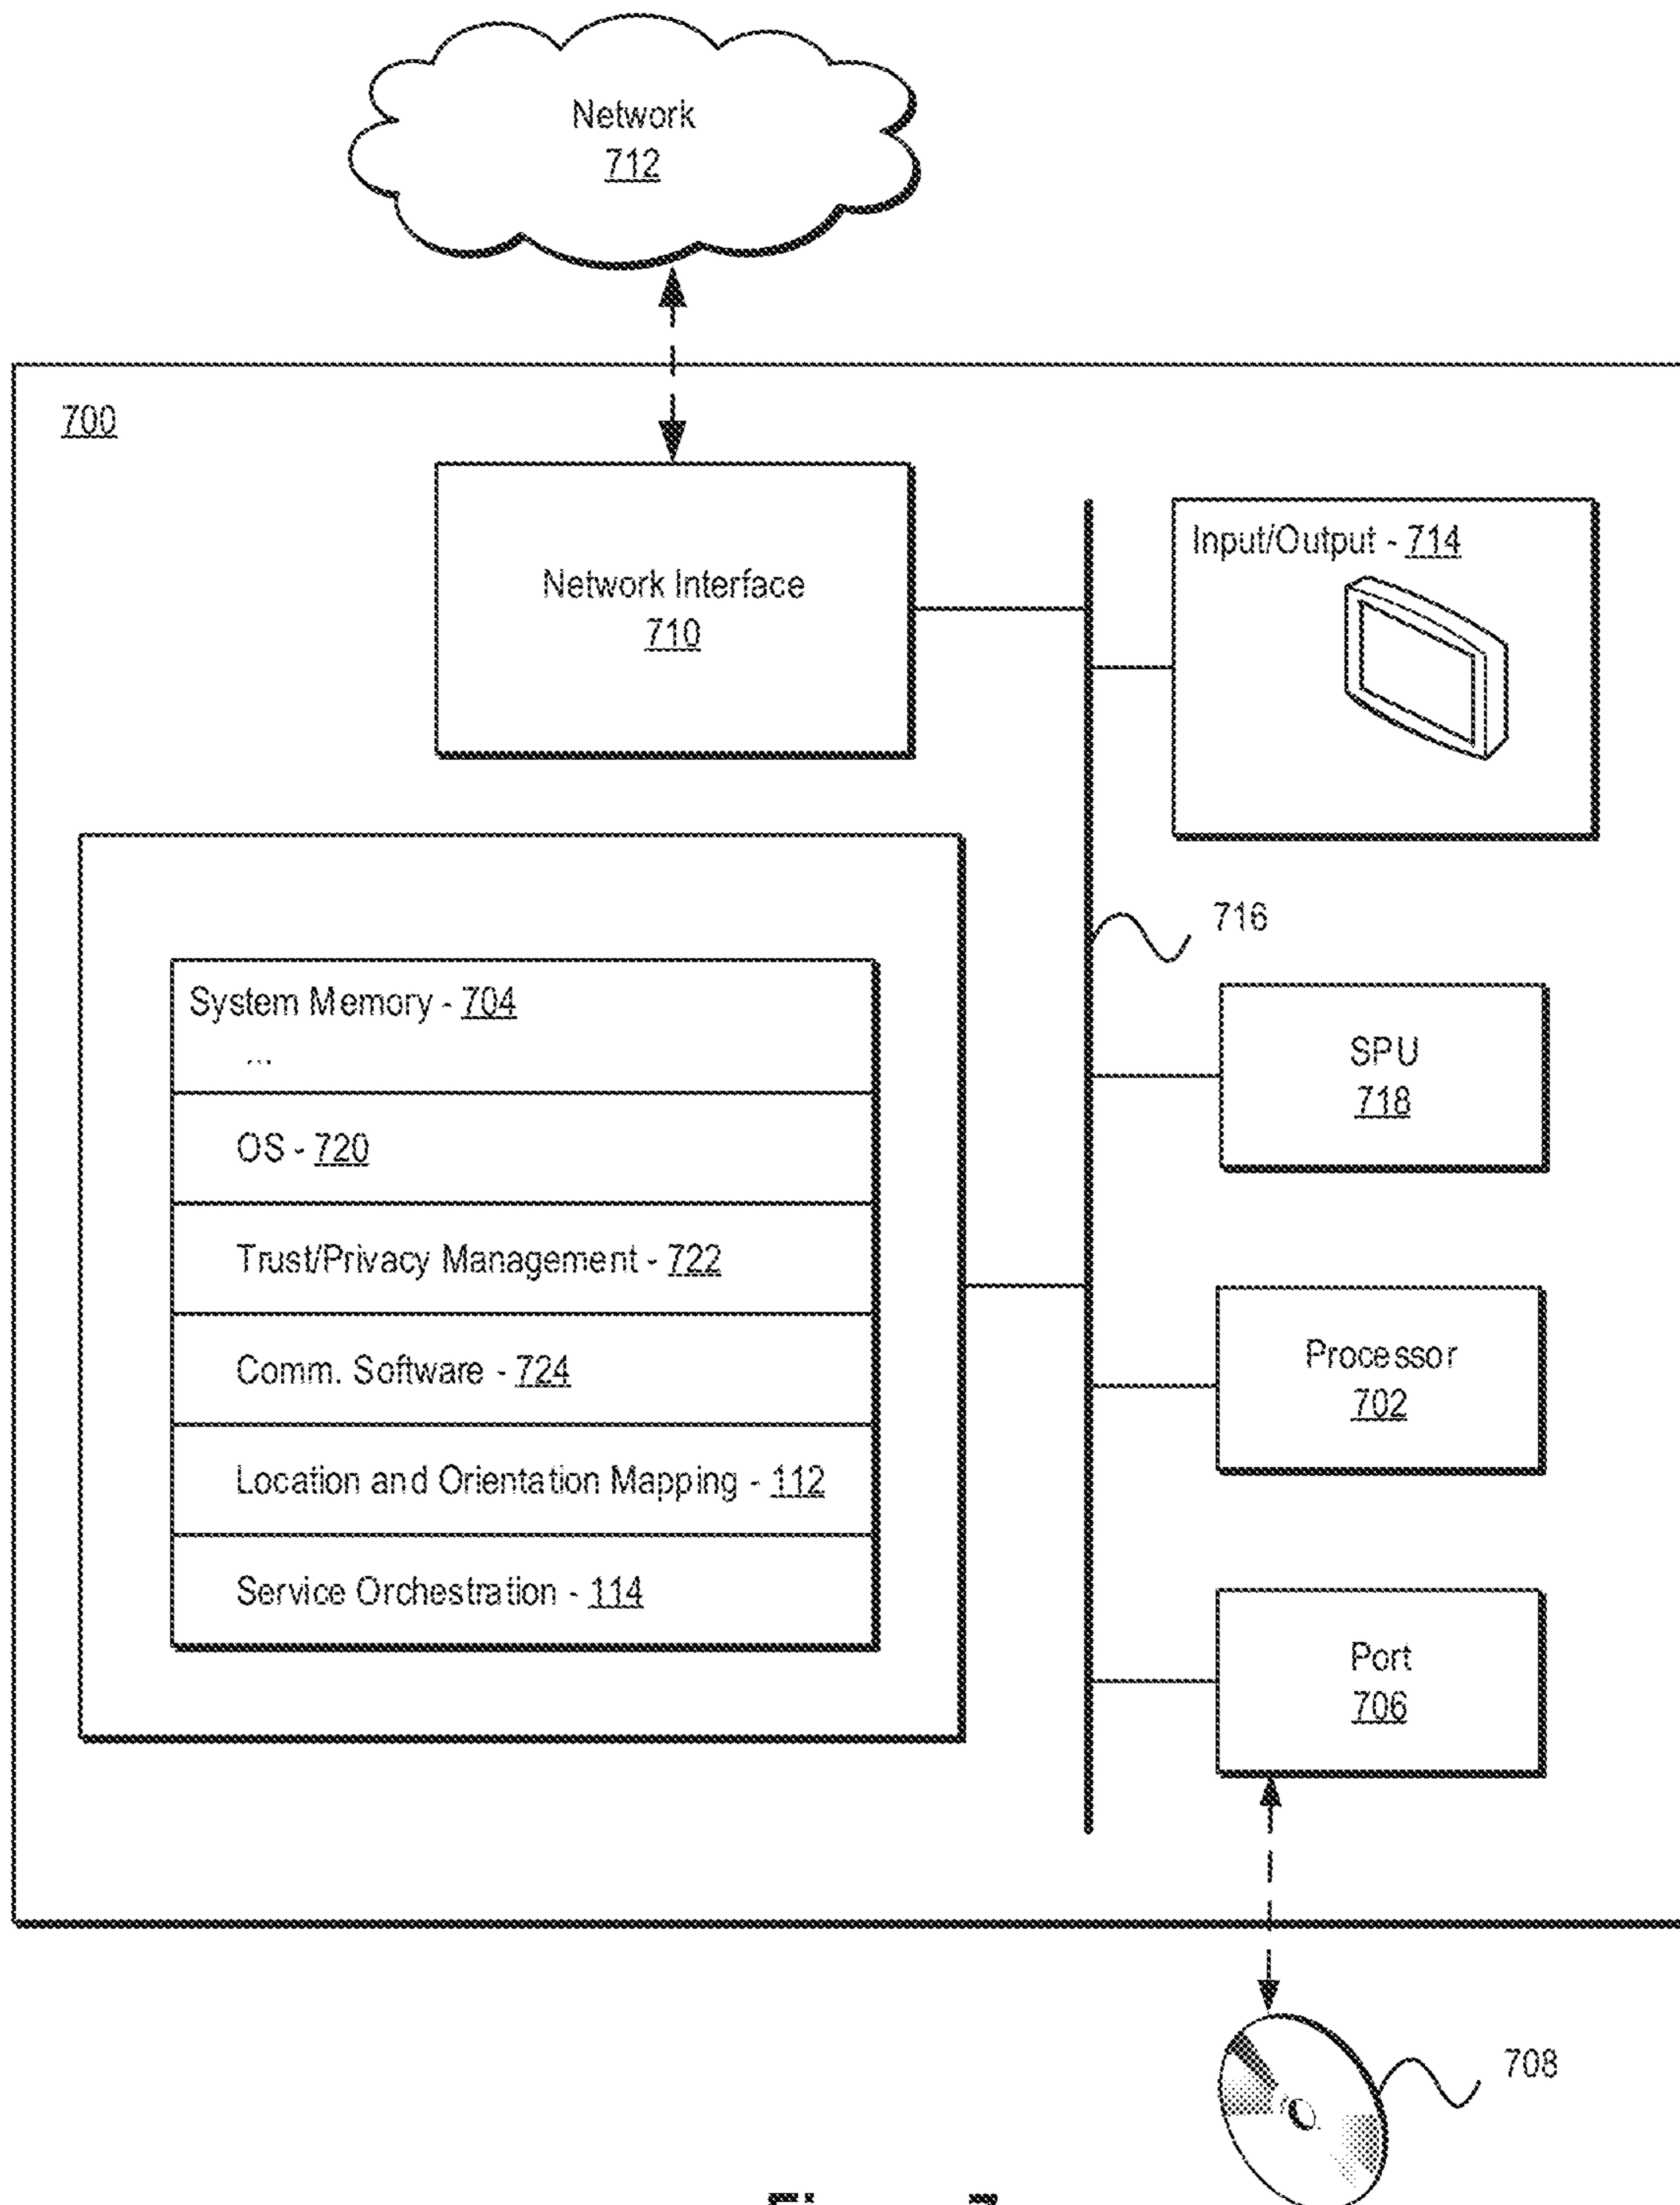 Network
712
700
Network Interface
710
Input/Output - 714
716
System Memory - 704
...
OS - 720
Trust/Privacy Management - 722
Comm. Software - 724
Location and Orientation Mapping - 112
Service Orchestration - 114
SPU
718
Processor
702
Port
706
708